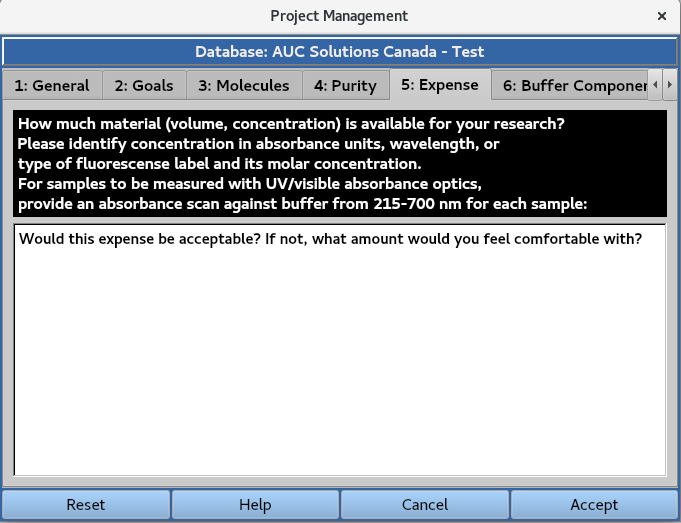 Project Management
Database: AUC Solutions Canada - Test
1: General 2: Goals 3: Molecules 4: Purity 5: Expense 6: Buffer Componer
How much material (volume, concentration) is available for your research?
Please identify concentration in absorbance units, wavelength, or
type of fluorescense label and its molar concentration.
For samples to be measured with UV/visible absorbance optics,
provide an absorbance scan against buffer from 215-700 nm for each sample:
Would this expense be acceptable? If not, what amount would you feel comfortable with?
Reset Help Cancel Accept